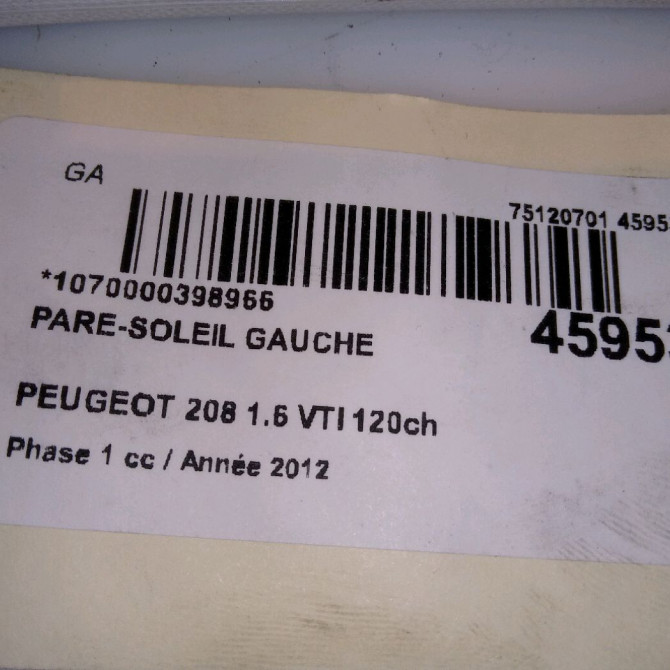 GA
75120701 4595
*1070000398966
4595
PARE-SOLEIL GAUCHE
PEUGEOT 208 1.6 VTI 120ch
Phase 1 cc / Année 2012